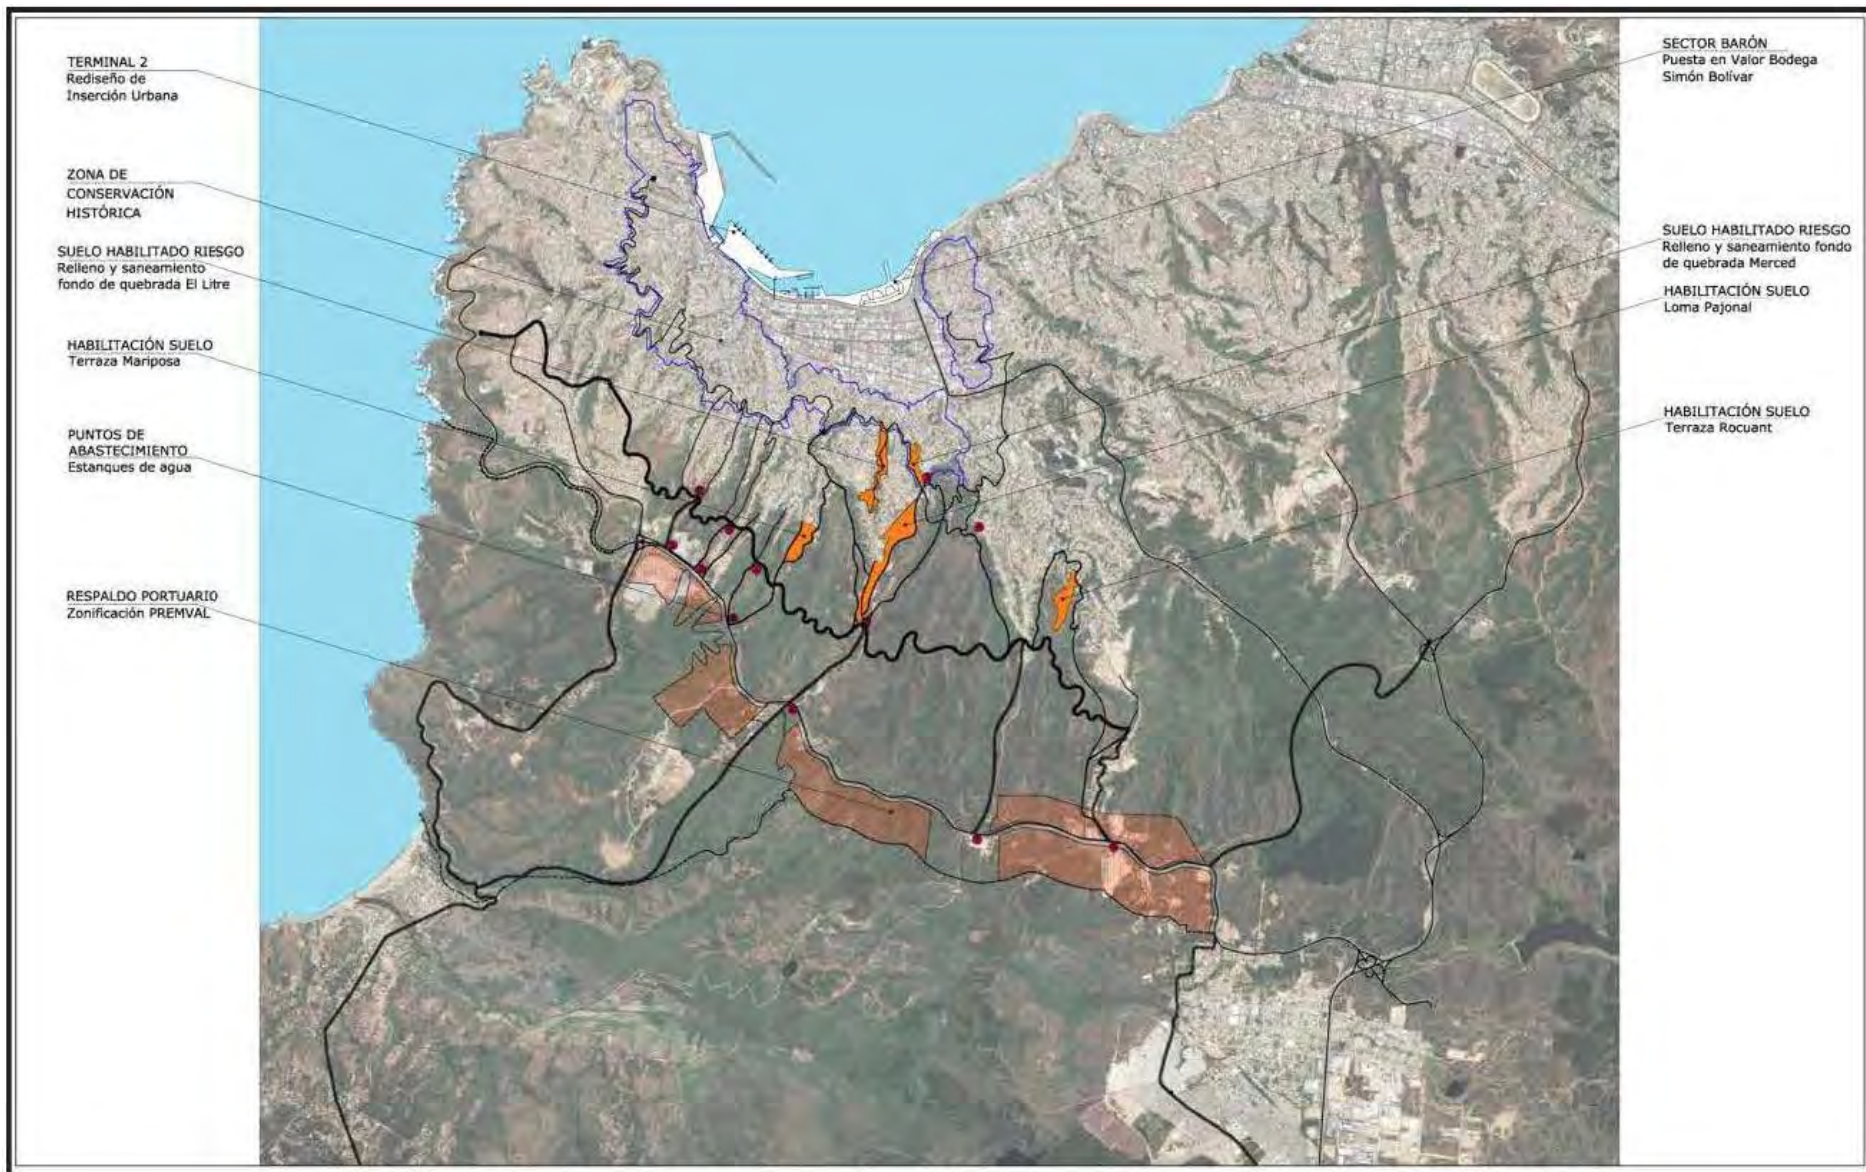 TERMINAL 2
Rediseño de
Inserción Urbana
ZONA DE
CONSERVACIÓN
HISTÓRICA
SUELO HABILITADO RIESGO
Relleno y saneamiento
fondo de quebrada El Litre
HABILITACIÓN SUELO
Terraza Mariposa
PUNTOS DE
ABASTECIMIENTO
Estanques de agua
RESPALDO PORTUARIO
Zonificación PREMVAL
SECTOR BARÓN
Puesta en Valor Bodega
Simón Bolívar
SUELO HABILITADO RIESGO
Relleno y saneamiento fondo
de quebrada Merced
HABILITACIÓN SUELO
Loma Pajonal
HABILITACIÓN SUELO
Terraza Rocuant